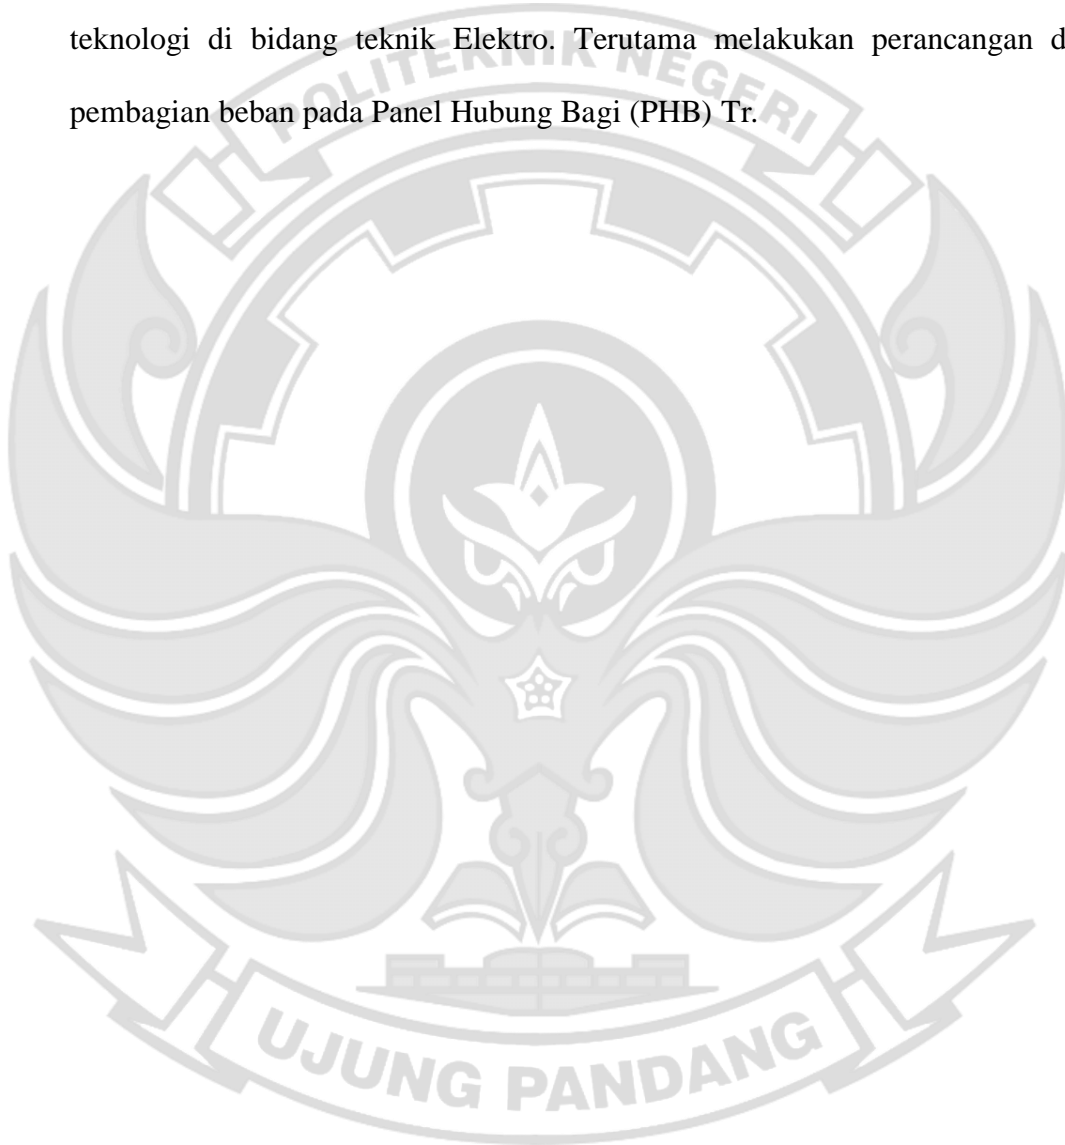 teknologi di bidang teknik Elektro. Terutama melakukan perancangan d
pembagian beban pada Panel Hubung Bagi (PHB) Tr.
POLITEKNIK NEGERI
UJUNG PANDANG